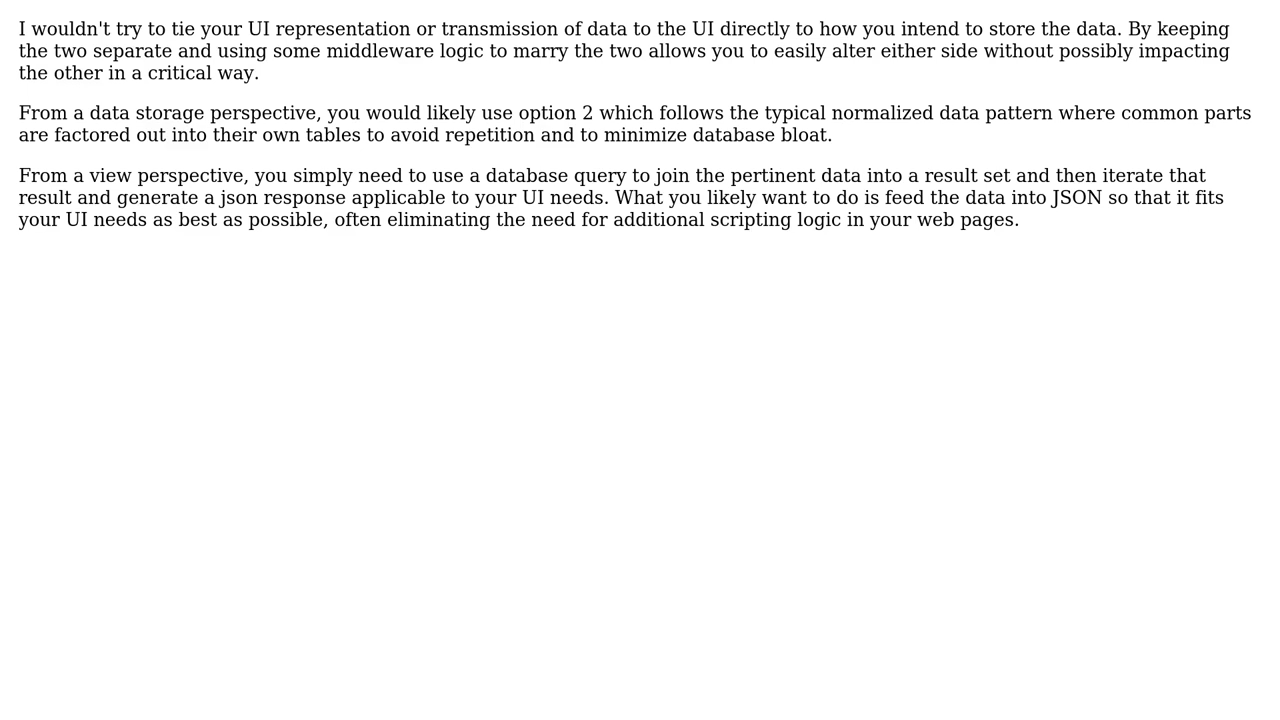 I wouldn't try to tie your UI representation or transmission of data to the UI directly to how you intend to store the data. By keeping
the two separate and using some middleware logic to marry the two allows you to easily alter either side without possibly impacting
the other in a critical way.
From a data storage perspective, you would likely use option 2 which follows the typical normalized data pattern where common parts
are factored out into their own tables to avoid repetition and to minimize database bloat.
From a view perspective, you simply need to use a database query to join the pertinent data into a result set and then iterate that
result and generate a json response applicable to your UI needs. What you likely want to do is feed the data into JSON so that it fits
your UI needs as best as possible, often eliminating the need for additional scripting logic in your web pages.